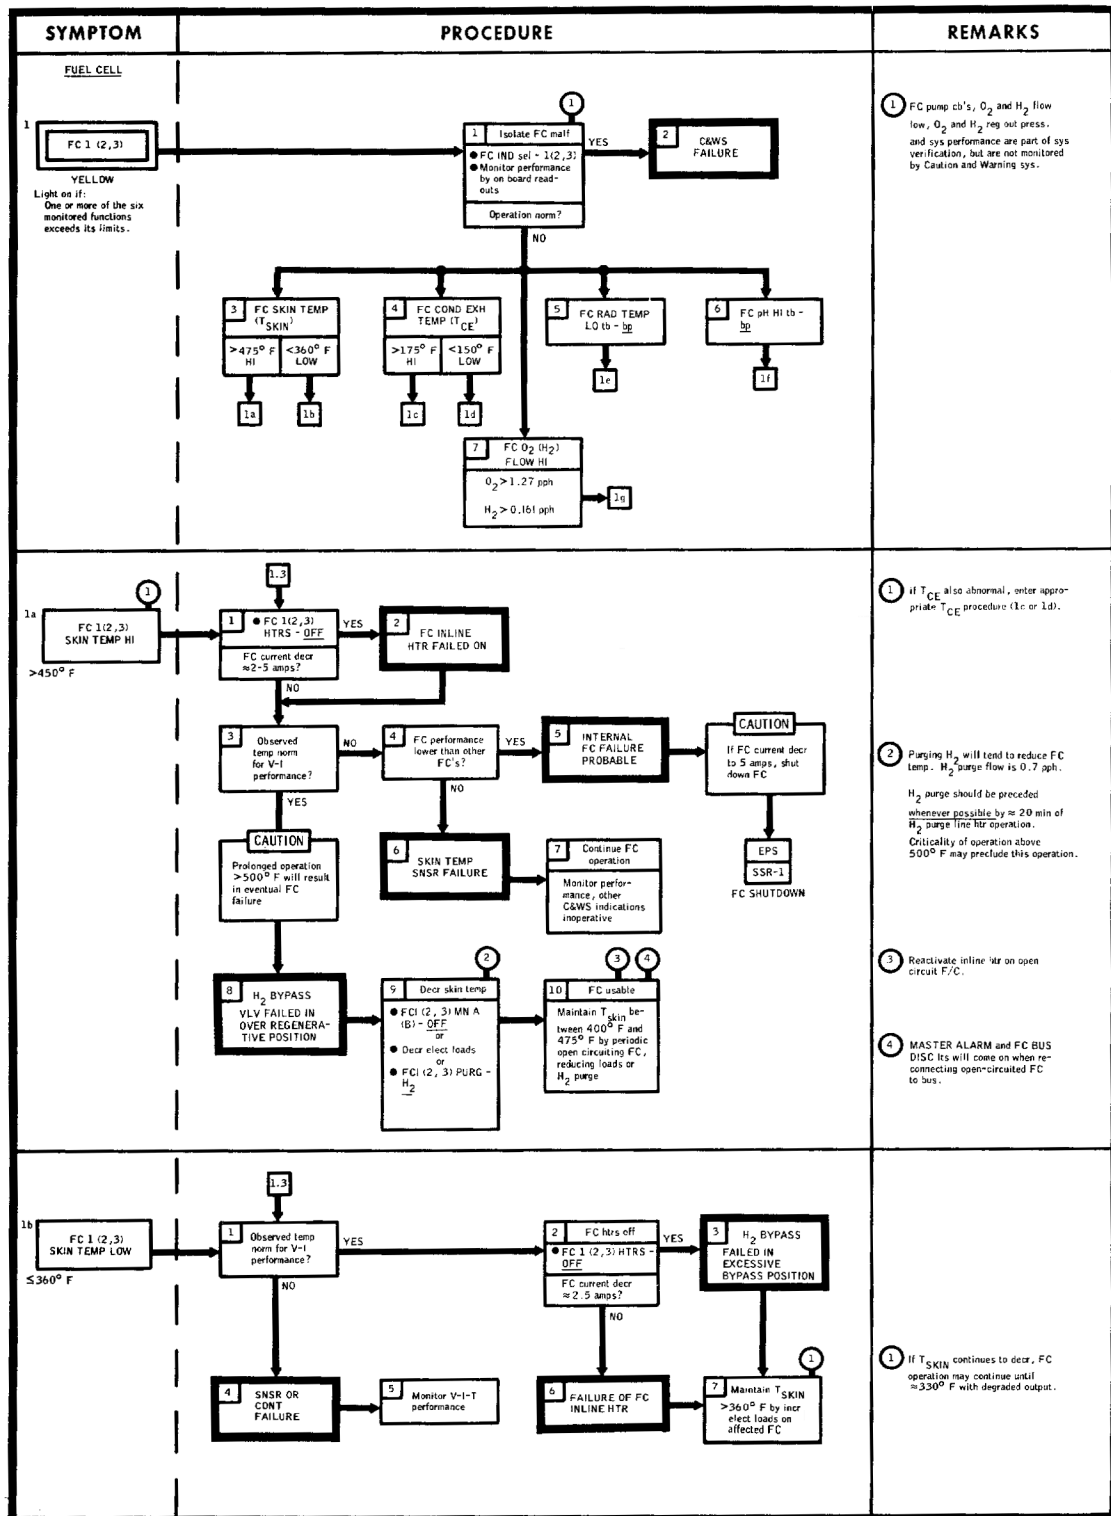 SYMPTOM
PROCEDURE
REMARKS
FUEL CELL
1
FC 1 (2,3)
YELLOW
Light on if:
One or more of the six
monitored functions
exceeds its limits.
1
1 Isolate FC malf
● FC IND sel - 1(2,3)
● Monitor performance
by on board read-
outs
Operation norm?
YES
2 C&WS
FAILURE
NO
3 FC SKIN TEMP
(T SKIN)
>475° F
HI
<360° F
LOW
1a
1b
4 FC COND EXH
TEMP (T CE)
>175° F
HI
<150° F
LOW
1c
1d
5 FC RAD TEMP
LO tb - bp
1e
6 FC pH HI tb -
bp
1f
7 FC O2 (H2)
FLOW HI
O2 > 1.27 pph
H2 > 0.161 pph
1g
1 FC pump cb's, O2 and H2 flow
low, O2 and H2 reg out press.
and sys performance are part of sys
verification, but are not monitored
by Caution and Warning sys.
1a
1
FC 1(2,3)
SKIN TEMP HI
>450° F
1.3
1 ● FC 1(2,3)
HTRS - OFF
FC current decr
≈2-5 amps?
YES
2 FC INLINE
HTR FAILED ON
NO
3 Observed
temp norm
for V-I
performance?
NO
4 FC performance
lower than other
FC's?
YES
5 INTERNAL
FC FAILURE
PROBABLE
CAUTION
If FC current decr
to 5 amps, shut
down FC
EPS
SSR-1
FC SHUTDOWN
YES
CAUTION
Prolonged operation
>500° F will result
in eventual FC
failure
NO
6 SKIN TEMP
SNSR FAILURE
7 Continue FC
operation
Monitor perfor-
mance, other
C&WS indications
inoperative
8 H2 BYPASS
VLV FAILED IN
OVER REGENERA-
TIVE POSITION
2
9 Decr skin temp
● FC1 (2, 3) MN A
(B) - OFF
or
● Decr elect loads
or
● FC1 (2, 3) PURG -
H2
3
4
10 FC usable
Maintain T skin be-
tween 400° F and
475° F by periodic
open circuiting FC,
reducing loads or
H2 purge
1 if T CE also abnormal, enter appro-
priate T CE procedure (1c or 1d).
2 Purging H2 will tend to reduce FC
temp. H2 purge flow is 0.7 pph.
H2 purge should be preceded
whenever possible by ≈ 20 min of
H2 purge line htr operation.
Criticality of operation above
500° F may preclude this operation.
3 Reactivate inline htr on open
circuit F/C.
4 MASTER ALARM and FC BUS
DISC lts will come on when re-
connecting open-circuited FC
to bus.
1b
FC 1 (2,3)
SKIN TEMP LOW
≤360° F
1.3
1 Observed temp
norm for V-I
performance?
YES
2 FC htrs off
● FC 1 (2,3) HTRS -
OFF
FC current decr
≈ 2.5 amps?
YES
3 H2 BYPASS
FAILED IN
EXCESSIVE
BYPASS POSITION
NO
NO
4 SNSR OR
CONT
FAILURE
5 Monitor V-I-T
performance
6 FAILURE OF FC
INLINE HTR
1
7 Maintain T SKIN
>360° F by incr
elect loads on
affected FC
1 If T SKIN continues to decr, FC
operation may continue until
≈330° F with degraded output.